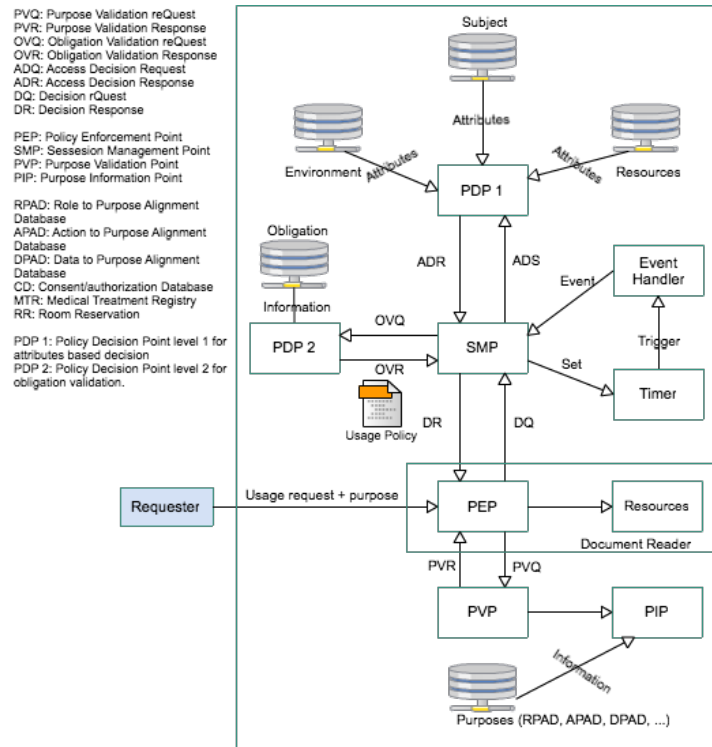 PVQ: Purpose Validation reQuest
PVR: Purpose Validation Response
OVQ: Obligation Validation reQuest
OVR: Obligation Validation Response
ADQ: Access Decision Request
ADR: Access Decision Response
DQ: Decision rQuest
DR: Decision Response
PEP: Policy Enforcement Point
SMP: Sessesion Management Point
PVP: Purpose Validation Point
PIP: Purpose Information Point
RPAD: Role to Purpose Alignment
Database
APAD: Action to Purpose Alignment
Database
DPAD: Data to Purpose Alignment
Database
CD: Consent/authorization Database
MTR: Medical Treatment Registry
RR: Room Reservation
PDP 1: Policy Decision Point level 1 for
attributes based decision
PDP 2: Policy Decision Point level 2 for
obligation validation.
Subject
Attributes
Environment
Attributes
Attributes
Resources
PDP 1
Obligation
Information
ADR
ADS
Event
Event
Handler
OVQ
PDP 2
SMP
Trigger
OVR
Set
Timer
Usage Policy
DR
DQ
Requester
Usage request + purpose
PEP
Resources
Document Reader
PVR
PVQ
PVP
PIP
Information
Purposes (RPAD, APAD, DPAD, ...)